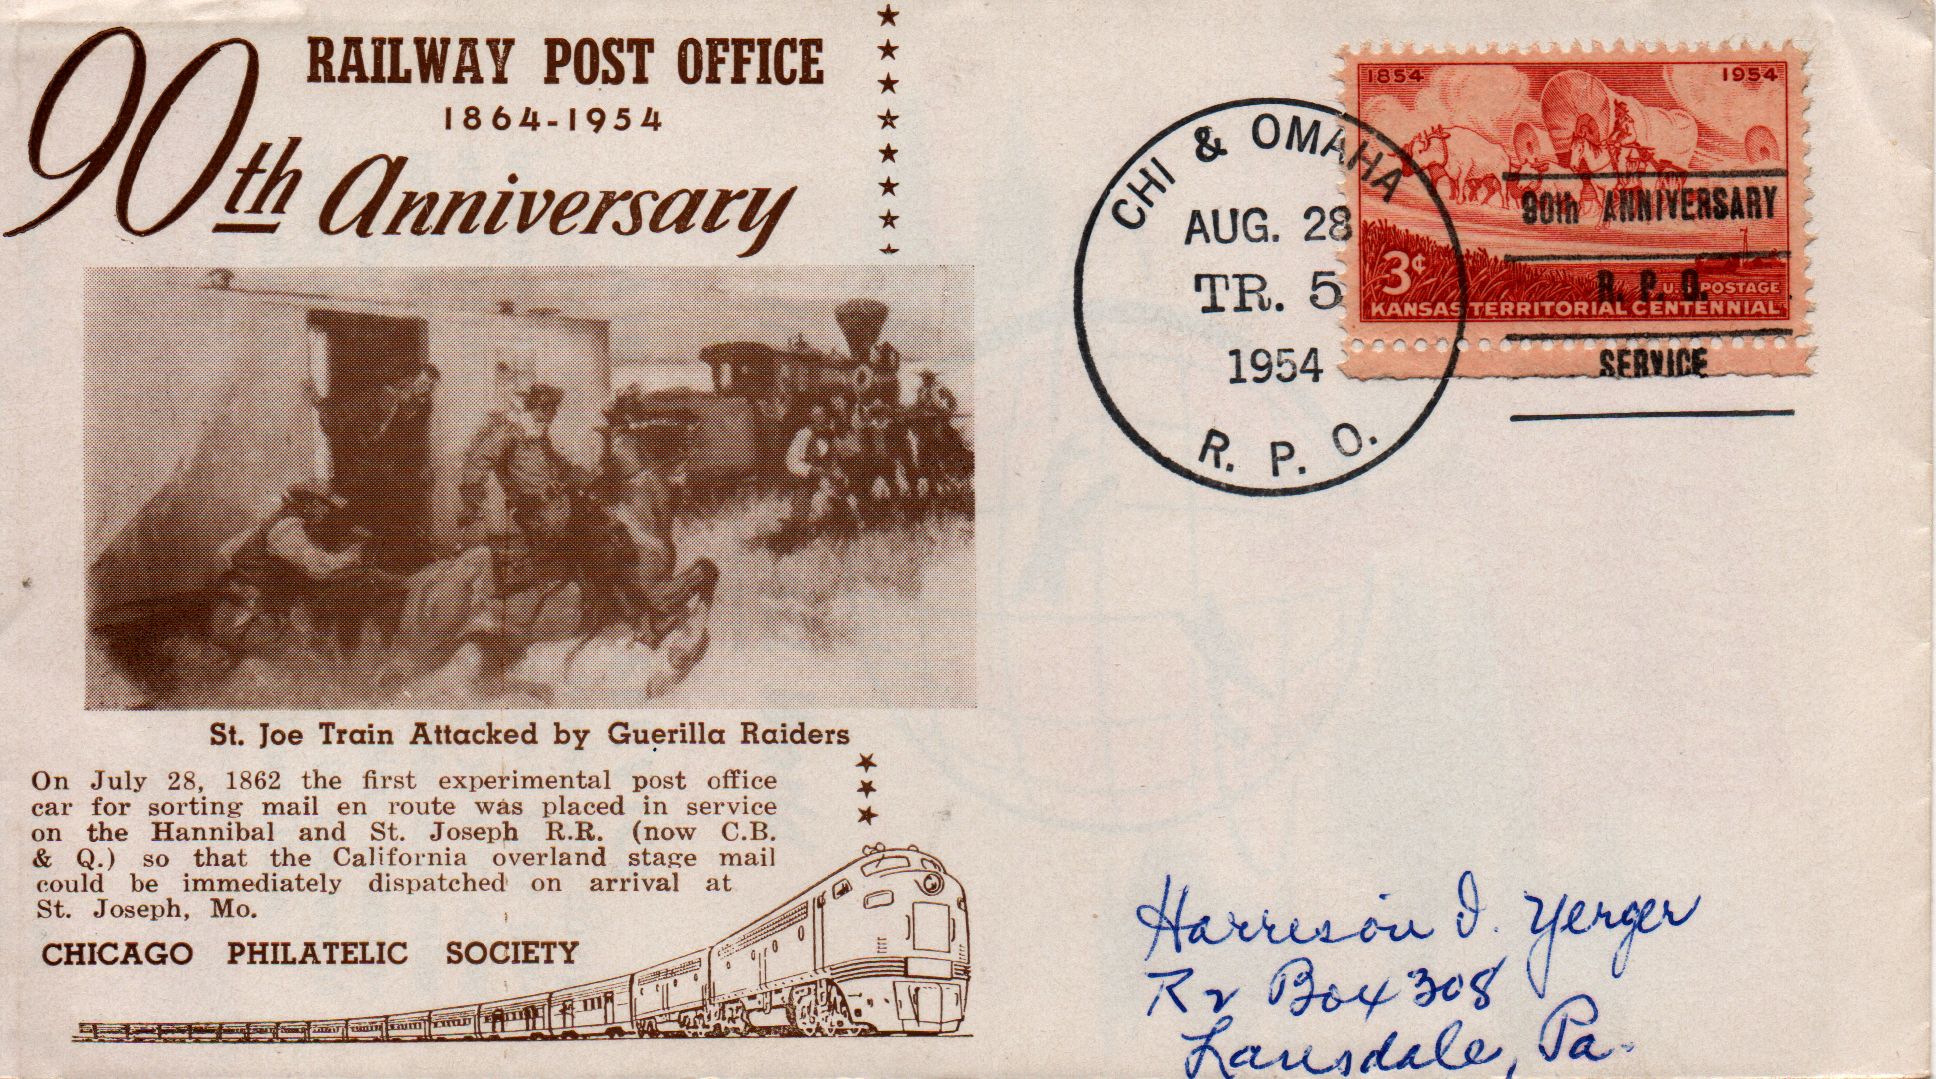 RAILWAY POST OFFICE
1864-1954
90th Anniversary
St. Joe Train Attacked by Guerilla Raiders
On July 28, 1862 the first experimental post office
car for sorting mail en route was placed in service
on the Hannibal and St. Joseph R.R. (now C.B.
& Q.) so that the California overland stage mail
could be immediately dispatched on arrival at
St. Joseph, Mo.
CHICAGO PHILATELIC SOCIETY
CHI & OMAHA
AUG. 28
TR. 5
1954
R. P. O.
1854 1954
90th ANNIVERSARY
R. P. O.
SERVICE
3¢
U.S. POSTAGE
KANSAS TERRITORIAL CENTENNIAL
Harrison I. Yerger
R2 Box 308
Lansdale, Pa.